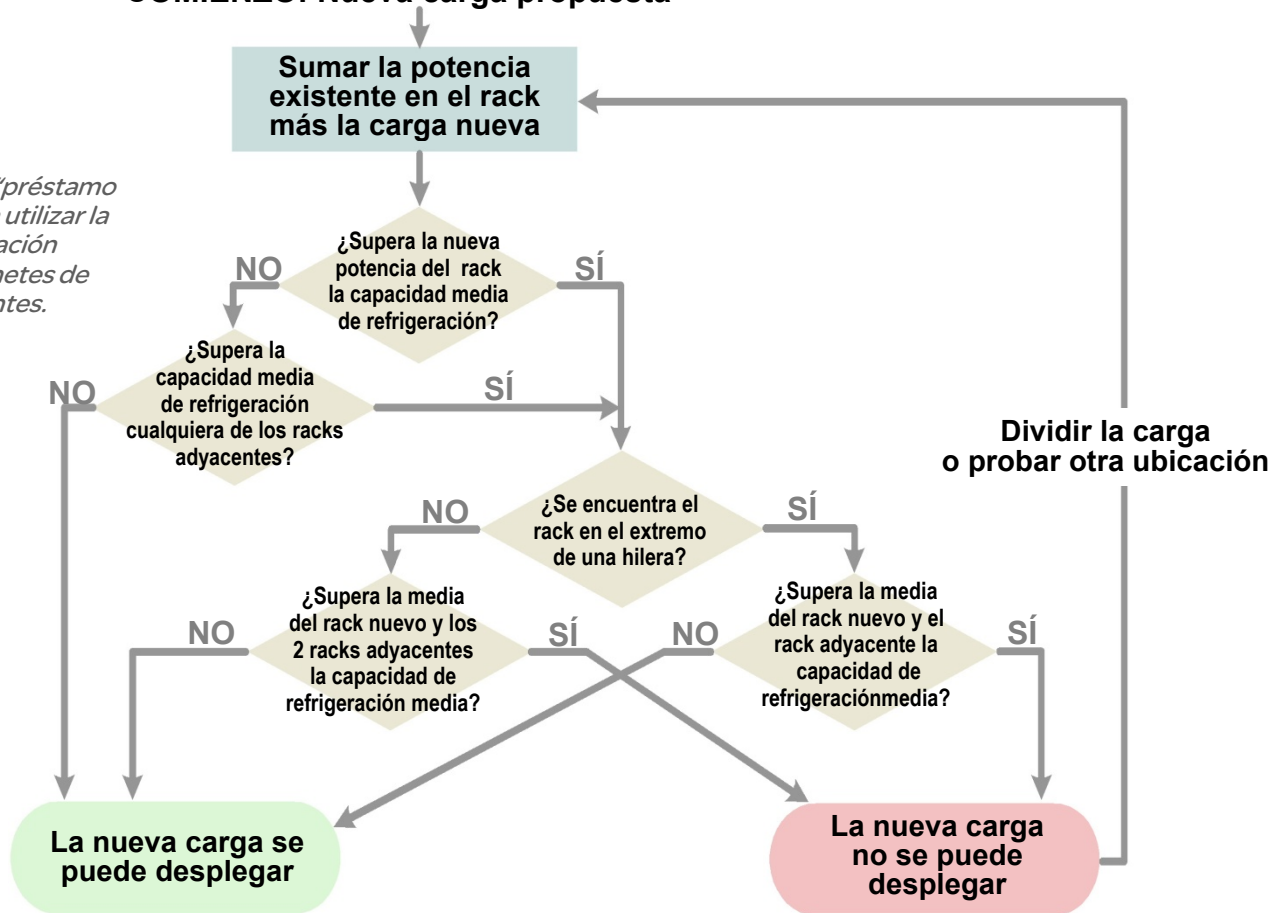 COMIENZO: Nueva carga propuesta
Sumar la potencia
existente en el rack
más la carga nueva
"préstamo
utilizar la
ación
etes de
ntes.
¿Supera la nueva
potencia del rack
la capacidad media
de refrigeración?
NO
SÍ
¿Supera la
capacidad media
de refrigeración
cualquiera de los racks
adyacentes?
NO
SÍ
Dividir la carga
o probar otra ubicación
¿Se encuentra el
rack en el extremo
de una hilera?
NO
SÍ
¿Supera la media
del rack nuevo y los
2 racks adyacentes
la capacidad de
refrigeración media?
NO
SÍ
¿Supera la media
del rack nuevo y el
rack adyacente la
capacidad de
refrigeraciónmedia?
NO
SÍ
La nueva carga se
puede desplegar
La nueva carga
no se puede
desplegar